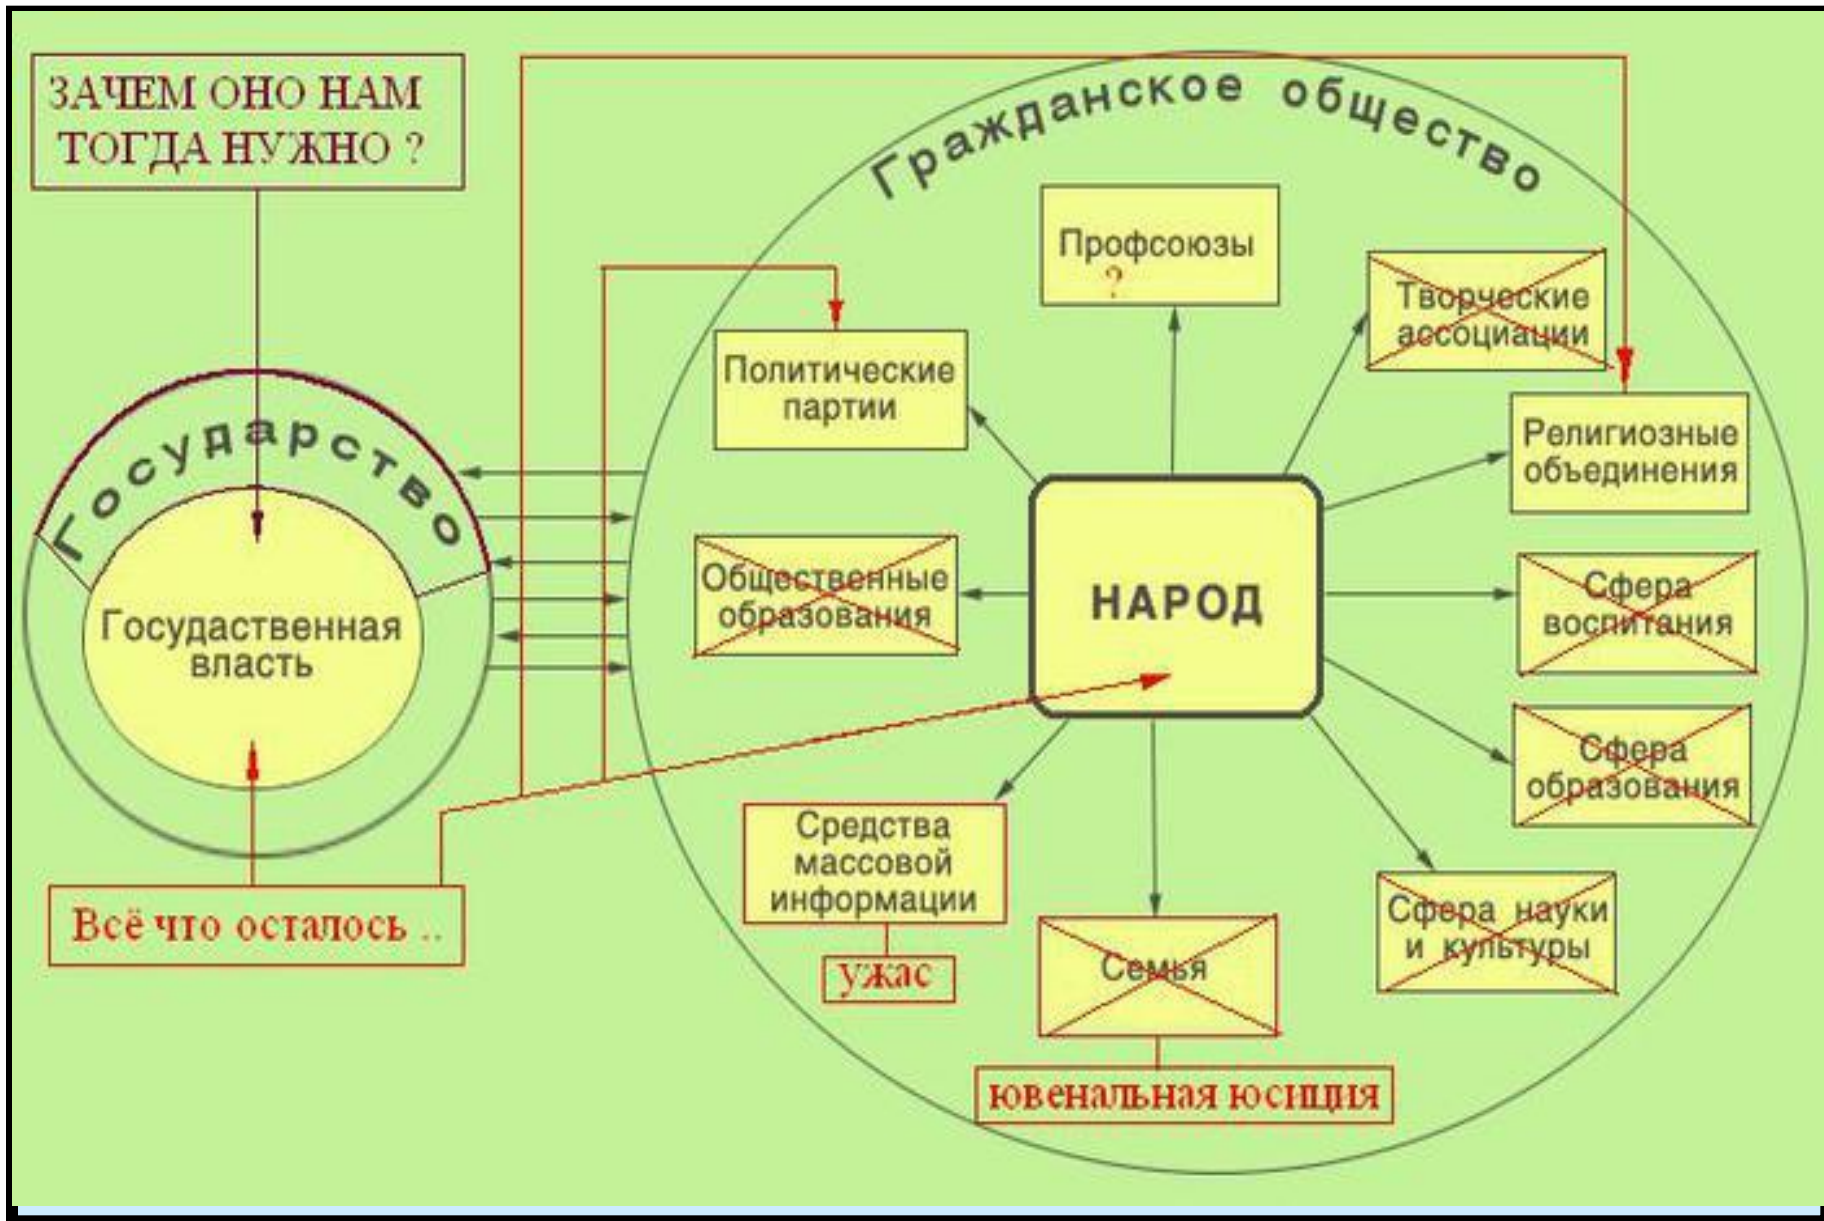 ЗАЧЕМ ОНО НАМ
ТОГДА НУЖНО ?
Гражданское общество
Профсоюзы
?
Творческие
ассоциации
Политические
партии
Религиозные
объединения
Государство
Общественные
образования
НАРОД
Сфера
воспитания
Государственная
власть
Сфера
образования
Средства
массовой
информации
Всё что осталось ..
Сфера науки
и культуры
ужас
Семья
ювенальная юсиция